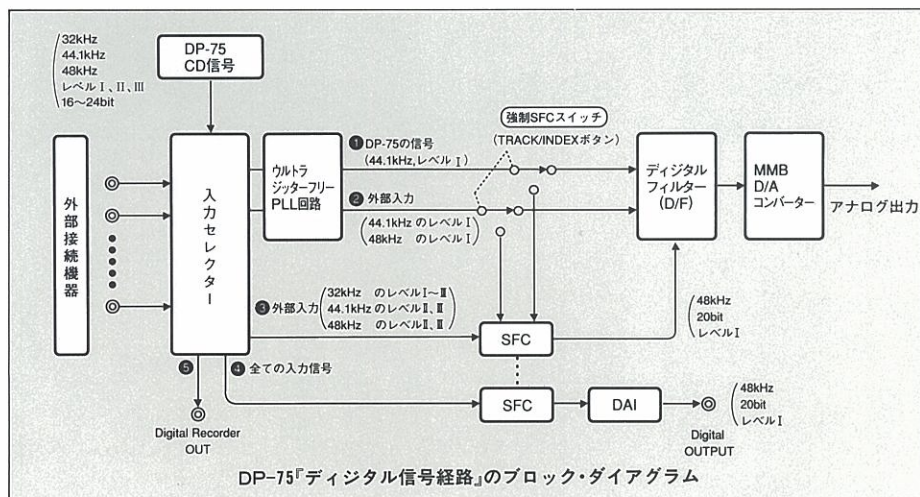 32kHz
44.1kHz
48kHz
レベルⅠ、Ⅱ、Ⅲ
16〜24bit
DP-75
CD信号
外部接続機器
入力セレクター
ウルトラ
ジッターフリー
PLL回路
❶DP-75の信号
(44.1kHz,レベルⅠ)
❷外部入力
(44.1kHzのレベルⅠ
48kHz のレベルⅠ)
強制SFCスイッチ
(TRACK/INDEXボタン)
ディジタル
フィルター
(D/F)
MMB
D/A
コンバーター
アナログ出力
❸外部入力
(32kHz のレベルⅠ〜Ⅲ
44.1kHzのレベルⅡ、Ⅲ
48kHz のレベルⅡ、Ⅲ)
SFC
48kHz
20bit
レベルⅠ
❺
❹全ての入力信号
SFC
DAI
48kHz
20bit
レベルⅠ
Digital Recorder
OUT
Digital
OUTPUT
DP-75『ディジタル信号経路』のブロック・ダイアグラム